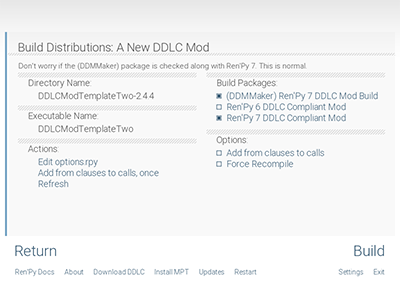 Build Distributions: A New DDLC Mod
Don't worry if the (DDMMaker) package is checked along with Ren'Py 7. This is normal.
Directory Name:
DDLCModTemplateTwo-2.4.4
Executable Name:
DDLCModTemplateTwo
Actions:
Edit options.rpy
Add from clauses to calls, once
Refresh
Build Packages:
(DDMMaker) Ren'Py 7 DDLC Mod Build
Ren'Py 6 DDLC Compliant Mod
Ren'Py 7 DDLC Compliant Mod
Options:
Add from clauses to calls
Force Recompile
Return
Build
Ren'Py Docs About Download DDLC Install MPT Updates Restart Settings Exit